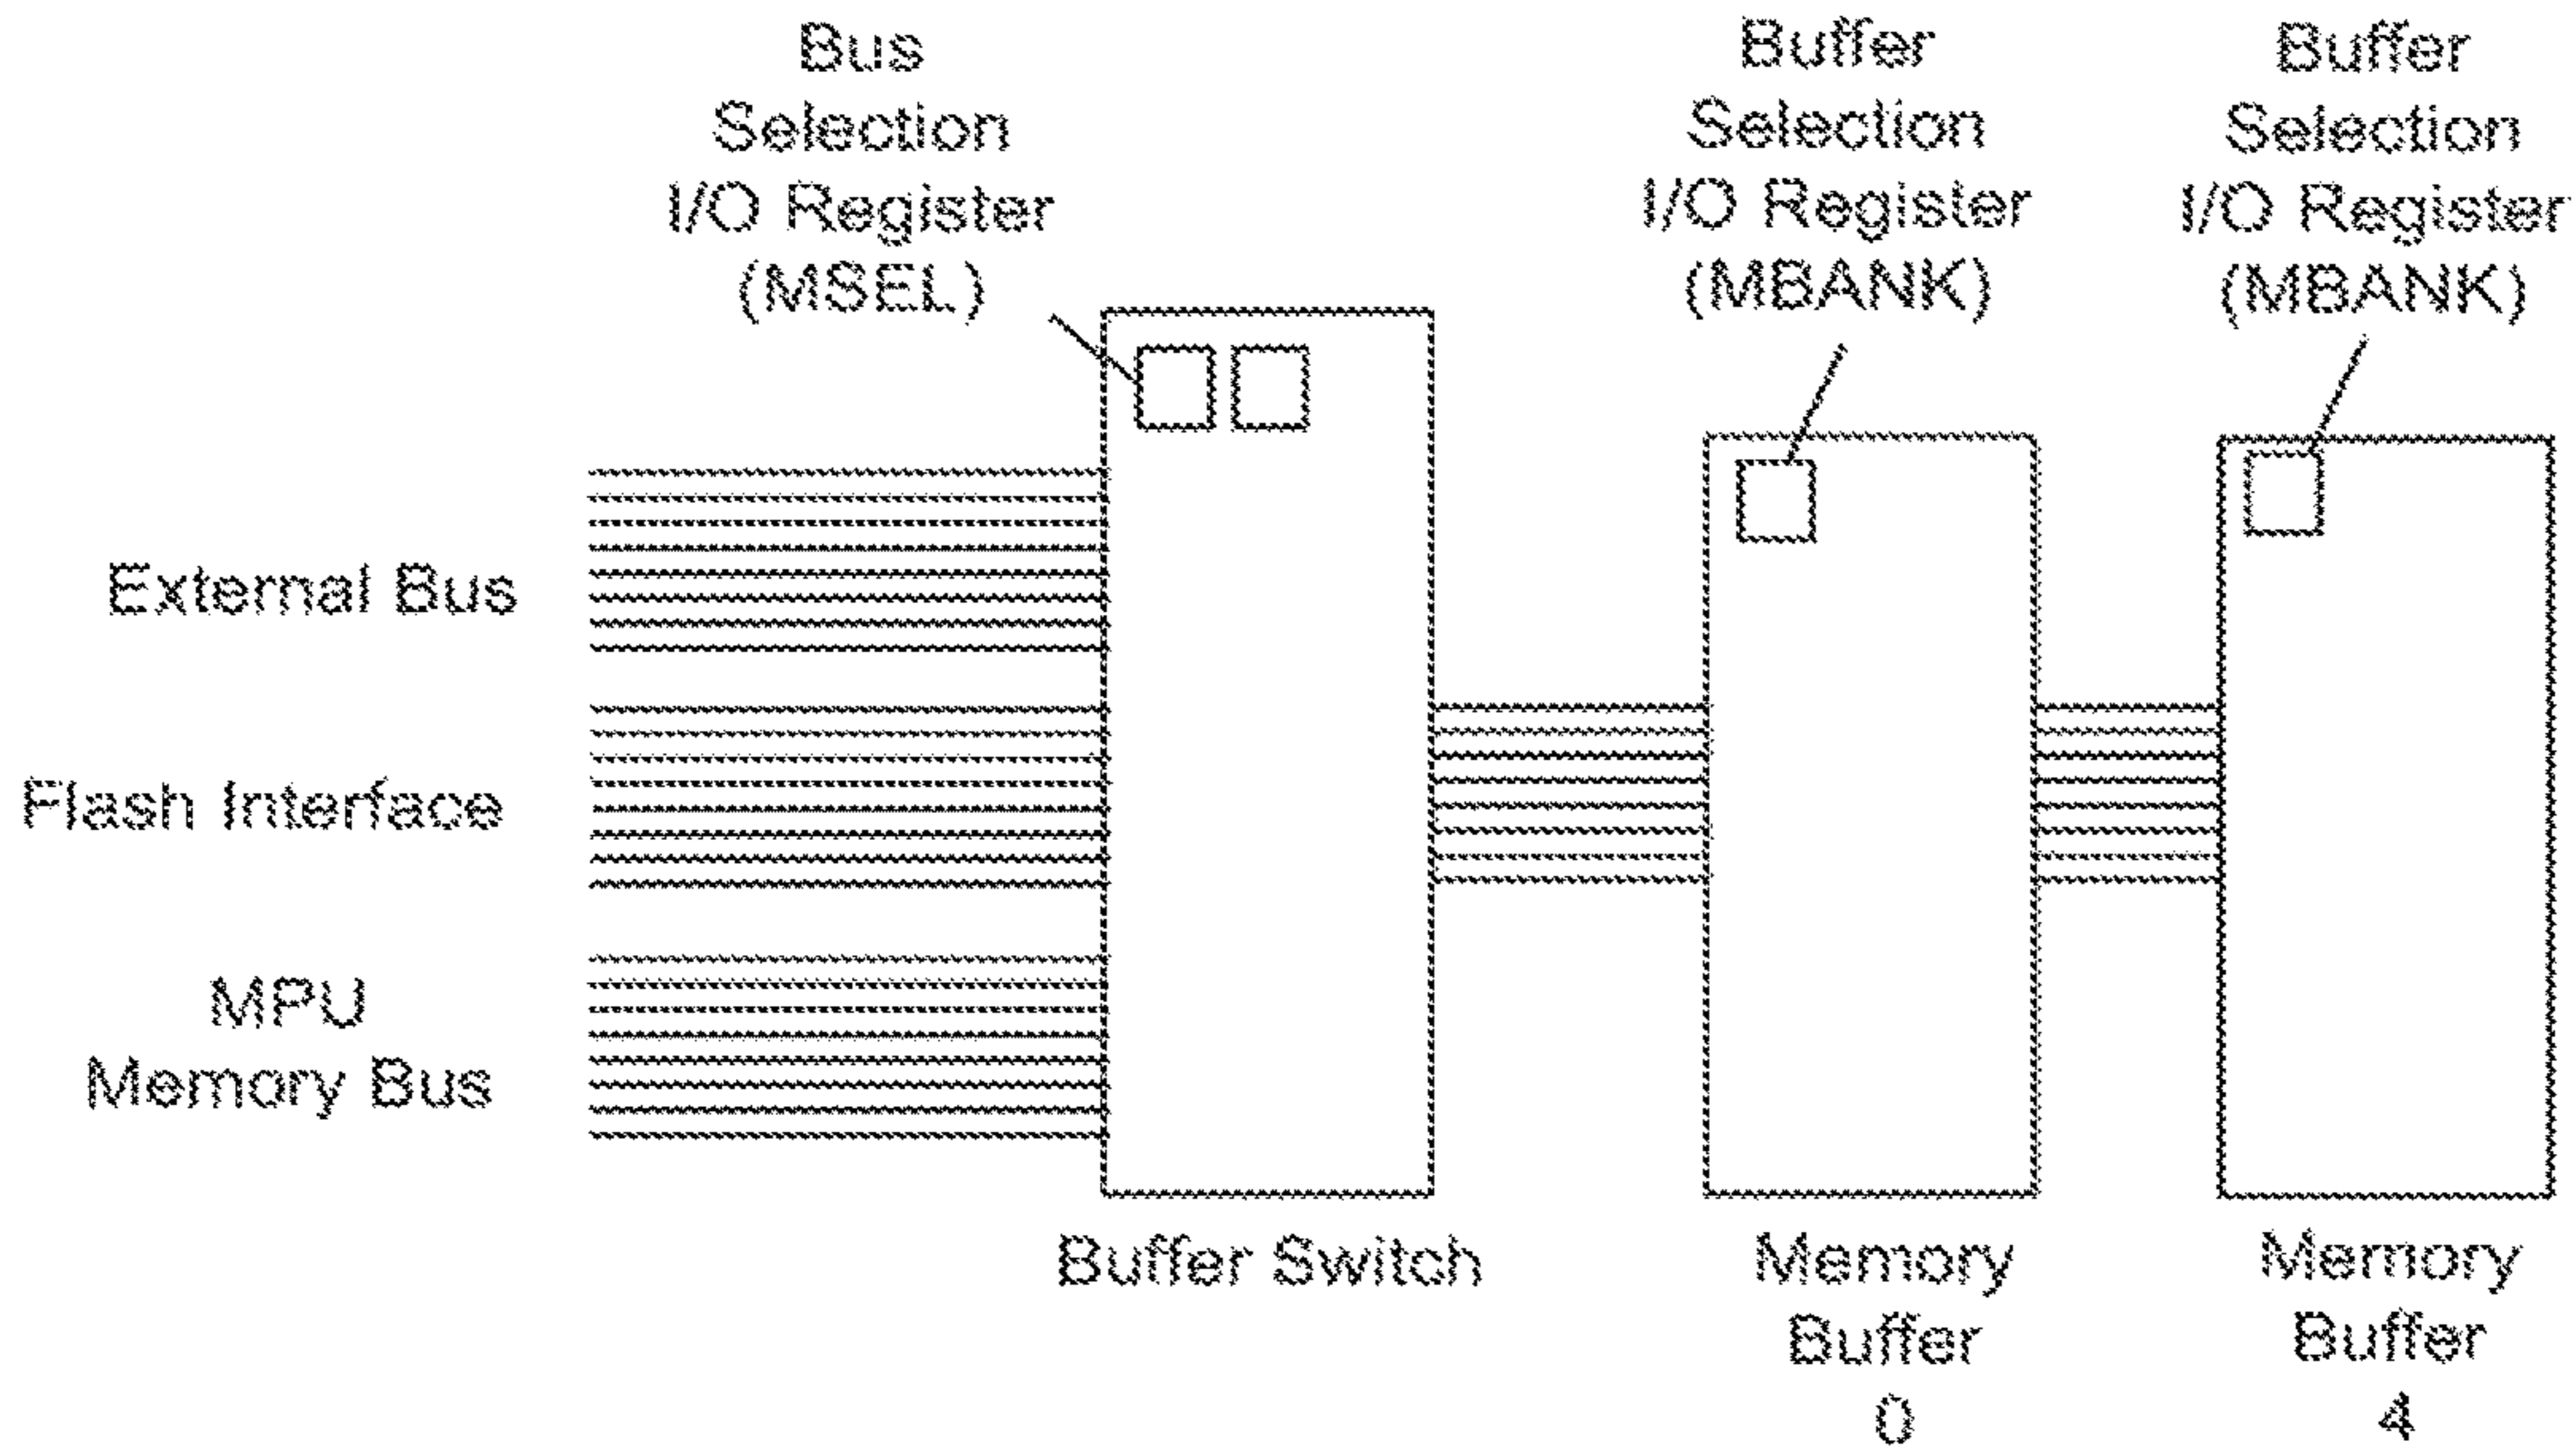 Bus
Selection
I/O Register
(MSEL)
Buffer
Selection
I/O Register
(MBANK)
Buffer
Selection
I/O Register
(MBANK)
External Bus
Flash Interface
MPU
Memory Bus
Buffer Switch
Memory
Buffer
0
Memory
Buffer
4